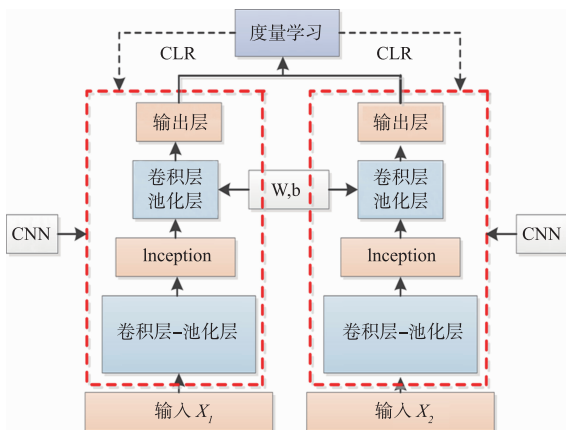 度量学习
CLR
CLR
输出层
输出层
卷积层
池化层
W,b
卷积层
池化层
CNN
CNN
lnception
lnception
卷积层-池化层
卷积层-池化层
输入 X1
输入 X2